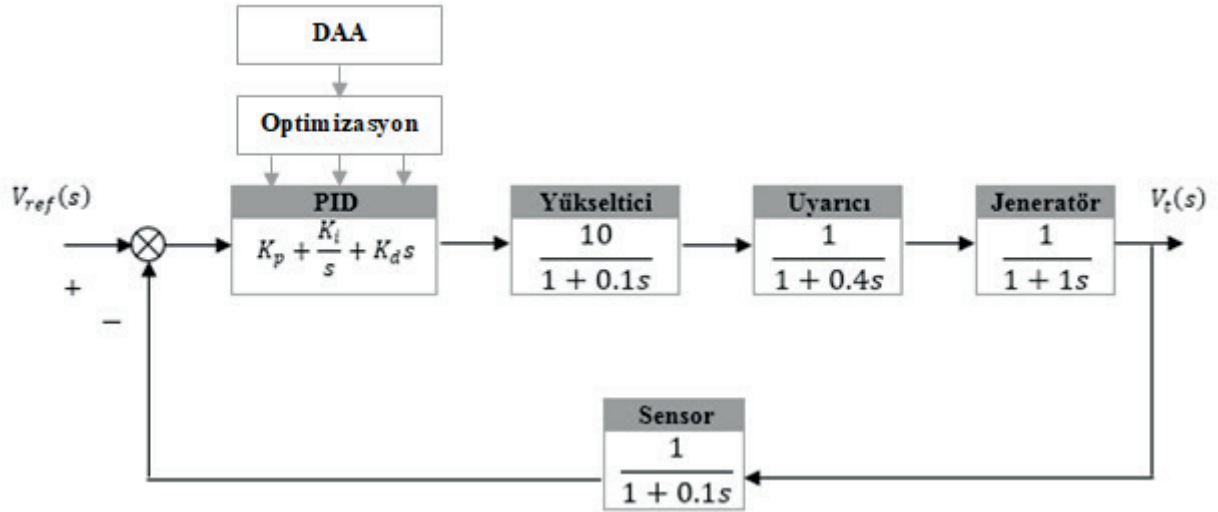 DAA
Optimizasyon
V_ref(s)
PID
K_p + K_i/s + K_d s
Yükseltici
10
1 + 0.1s
Uyarıcı
1
1 + 0.4s
Jeneratör
1
1 + 1s
V_t(s)
+
−
Sensor
1
1 + 0.1s